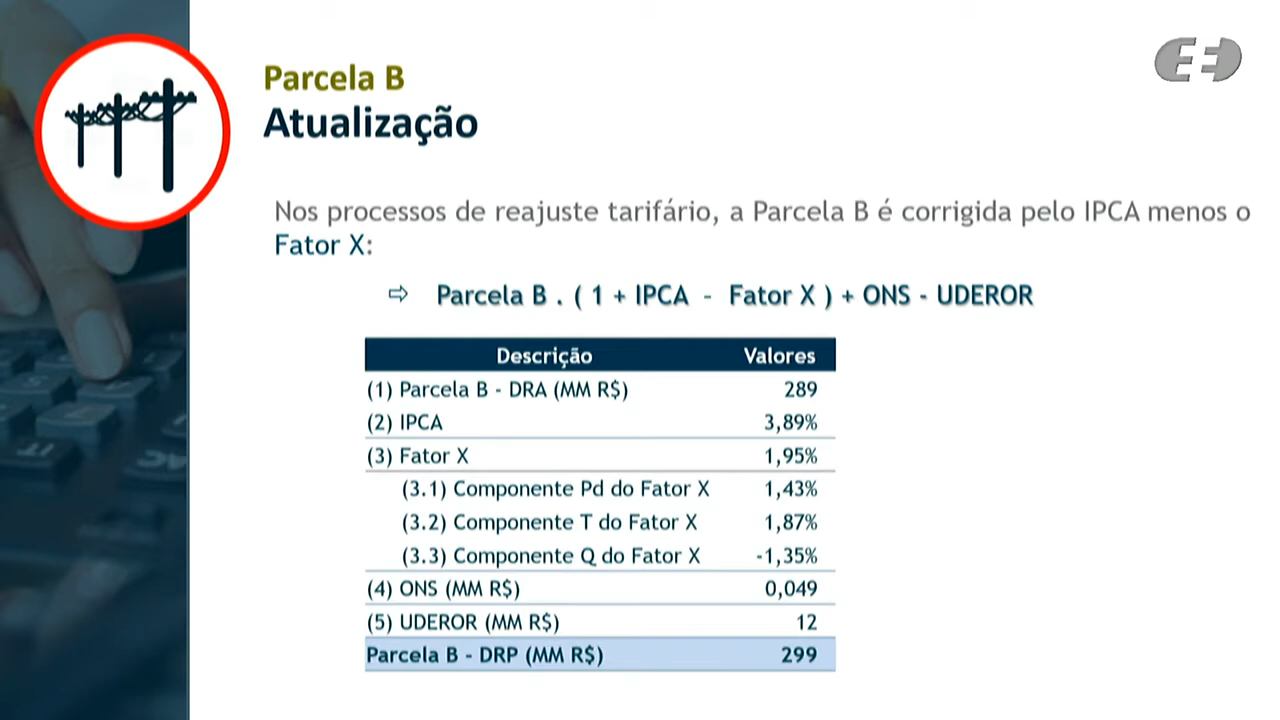 Parcela B
Atualização
Nos processos de reajuste tarifário, a Parcela B é corrigida pelo IPCA menos o
Fator X:
⇨ Parcela B . ( 1 + IPCA - Fator X ) + ONS - UDEROR
Descrição Valores
(1) Parcela B - DRA (MM R$) 289
(2) IPCA 3,89%
(3) Fator X 1,95%
(3.1) Componente Pd do Fator X 1,43%
(3.2) Componente T do Fator X 1,87%
(3.3) Componente Q do Fator X -1,35%
(4) ONS (MM R$) 0,049
(5) UDEROR (MM R$) 12
Parcela B - DRP (MM R$) 299